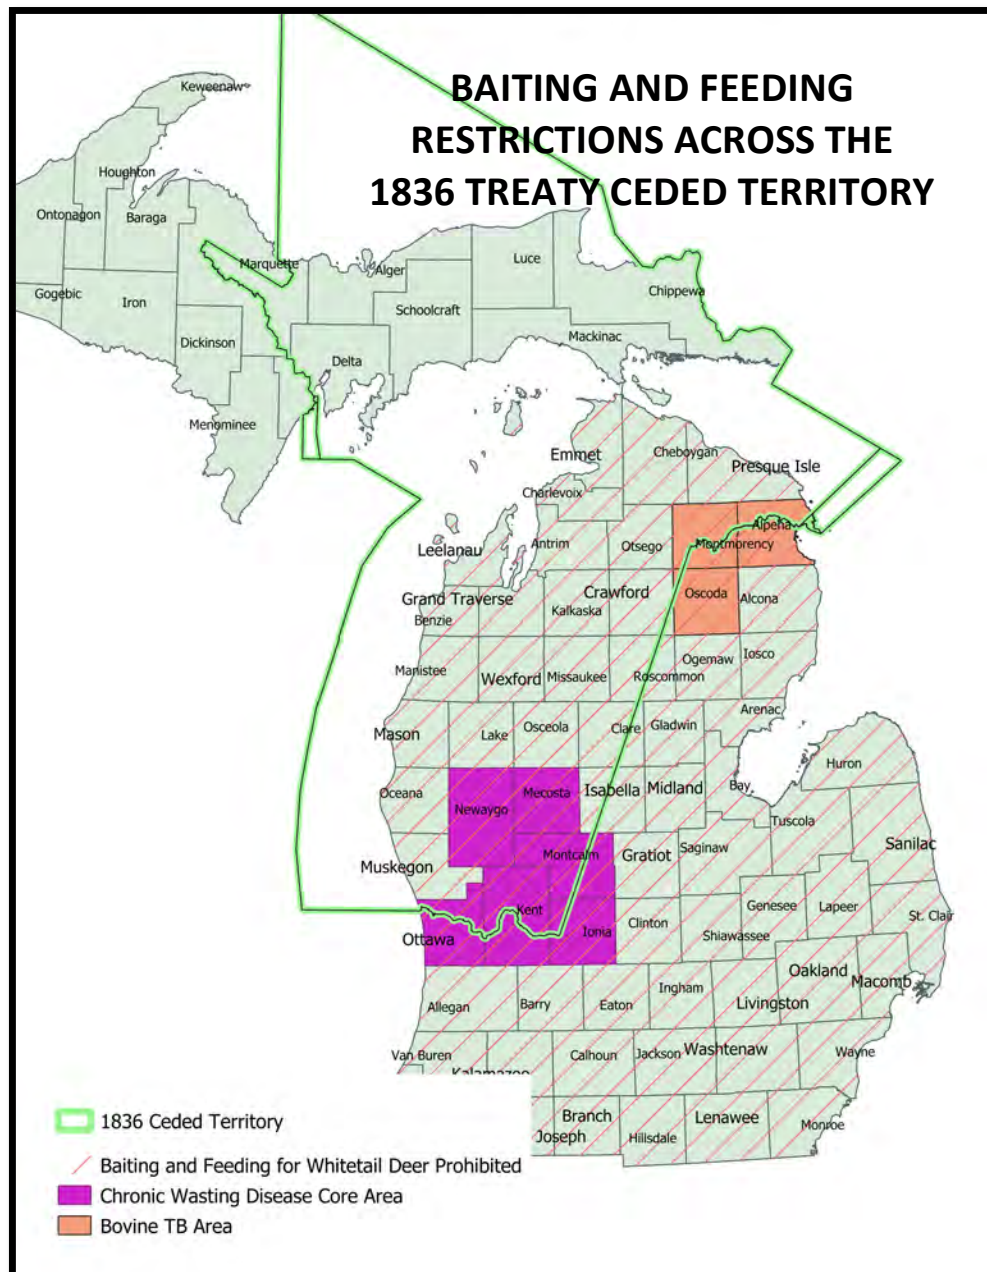 BAITING AND FEEDING
RESTRICTIONS ACROSS THE
1836 TREATY CEDED TERRITORY
Keweenaw
Houghton
Ontonagon
Baraga
Marquette
Alger
Luce
Chippewa
Gogebic
Iron
Schoolcraft
Mackinac
Dickinson
Delta
Menominee
Emmet
Cheboygan
Presque Isle
Charlevoix
Alpena
Leelanau
Antrim
Otsego
Montmorency
Grand Traverse
Crawford
Oscoda
Alcona
Benzie
Kalkaska
Manistee
Wexford
Missaukee
Roscommon
Ogemaw
Iosco
Arenac
Mason
Lake
Osceola
Clare
Gladwin
Huron
Oceana
Newaygo
Mecosta
Isabella
Midland
Bay
Tuscola
Sanilac
Muskegon
Montcalm
Gratiot
Saginaw
Kent
Ottawa
Ionia
Clinton
Shiawassee
Genesee
Lapeer
St. Clair
Oakland
Macomb
Allegan
Barry
Eaton
Ingham
Livingston
Van Buren
Kalamazoo
Calhoun
Jackson
Washtenaw
Wayne
Branch
Joseph
Hillsdale
Lenawee
Monroe
1836 Ceded Territory
Baiting and Feeding for Whitetail Deer Prohibited
Chronic Wasting Disease Core Area
Bovine TB Area